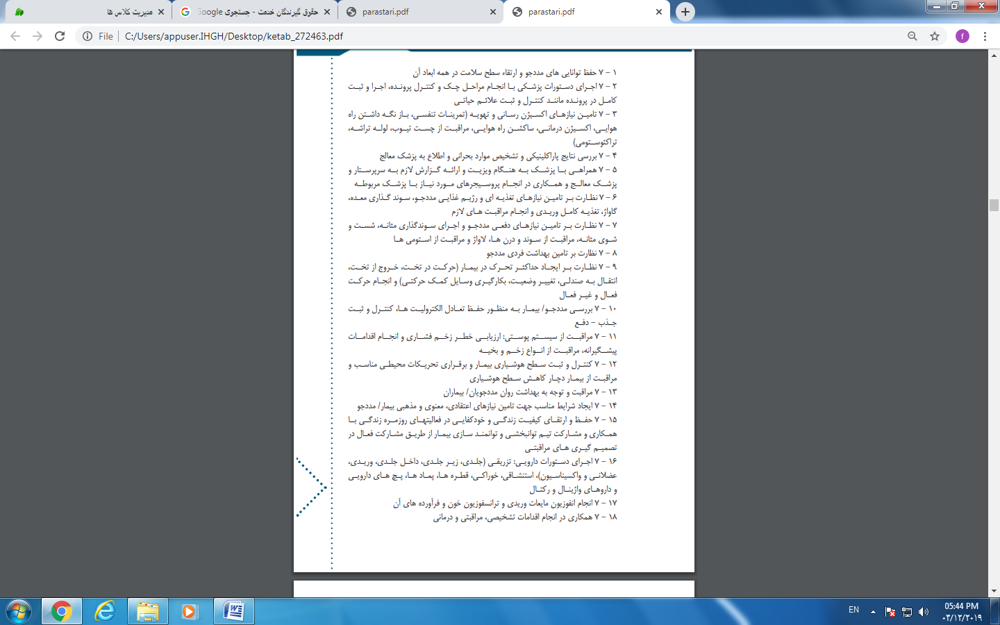 مدیریت کلاس ها
حقوق گیرندگان خدمت - جستجوی Google
parastari.pdf
parastari.pdf
File | C:/Users/appuser.IHGH/Desktop/ketab_272463.pdf
f
۱ – ۷ حفظ توانایی های مددجو و ارتقاء سطح سلامت در همه ابعاد آن
۲ – ۷ اجرای دستورات پزشکی با انجام مراحل چک و کنترل پرونده، اجرا و ثبت
کامل در پرونده مانند کنترل و ثبت علائم حیاتی
۳ – ۷ تامین نیازهای اکسیژن رسانی و تهویه (تمرینات تنفسی، باز نگه داشتن راه
هوایی، اکسیژن درمانی، ساکشن راه هوایی، مراقبت از چست تیوب، لوله تراشه،
تراکئوستومی)
۴ – ۷ بررسی نتایج پاراکلینیکی و تشخیص موارد بحرانی و اطلاع به پزشک معالج
۵ – ۷ همراهی با پزشک به هنگام ویزیت و ارائه گزارش لازم به سرپرستار و
پزشک معالج و همکاری در انجام پروسیجرهای مورد نیاز با پزشک مربوطه
۶ – ۷ نظارت بر تامین نیازهای تغذیه ای و رژیم غذایی مددجو، سوند گذاری معده،
گاواژ، تغذیه کامل وریدی و انجام مراقبت های لازم
۷ – ۷ نظارت بر تامین نیازهای دفعی مددجو و اجرای سوندگذاری مثانه، شست و
شوی مثانه، مراقبت از سوند و درن ها، لاواژ و مراقبت از استومی ها
۸ – ۷ نظارت بر تامین بهداشت فردی مددجو
۹ – ۷ نظارت بر ایجاد حداکثر تحرک در بیمار (حرکت در تخت، خروج از تخت،
انتقال به صندلی، تغییر وضعیت، بکارگیری وسایل کمک حرکتی) و انجام حرکت
فعال و غیر فعال
۱۰ – ۷ بررسی مددجو/ بیمار به منظور حفظ تعادل الکترولیت ها، کنترل و ثبت
جذب – دفع
۱۱ – ۷ مراقبت از سیستم پوستی: ارزیابی خطر زخم فشاری و انجام اقدامات
پیشگیرانه، مراقبت از انواع زخم و بخیه
۱۲ – ۷ کنترل و ثبت سطح هوشیاری بیمار و برقراری تحریکات محیطی مناسب و
مراقبت از بیمار دچار کاهش سطح هوشیاری
۱۳ – ۷ مراقبت و توجه به بهداشت روان مددجویان/ بیماران
۱۴ – ۷ ایجاد شرایط مناسب جهت تامین نیازهای اعتقادی، معنوی و مذهبی بیمار/ مددجو
۱۵ – ۷ حفظ و ارتقای کیفیت زندگی و خودکفایی در فعالیتهای روزمره زندگی با
همکاری و مشارکت تیم توانبخشی و توانمند سازی بیمار از طریق مشارکت فعال در
تصمیم گیری های مراقبتی
۱۶ – ۷ اجرای دستورات دارویی: تزریقی (جلدی، زیر جلدی، داخل جلدی، وریدی،
عضلانی و واکسیناسیون)، استنشاقی، خوراکی، قطره ها، پماد ها، پچ های دارویی
و داروهای واژینال و رکتال
۱۷ – ۷ انجام انفوزیون مایعات وریدی و ترانسفوزیون خون و فرآورده های آن
۱۸ – ۷ همکاری در انجام اقدامات تشخیصی، مراقبتی و درمانی
EN
05:44 PM
۰۳/۱۲/۲۰۱۹